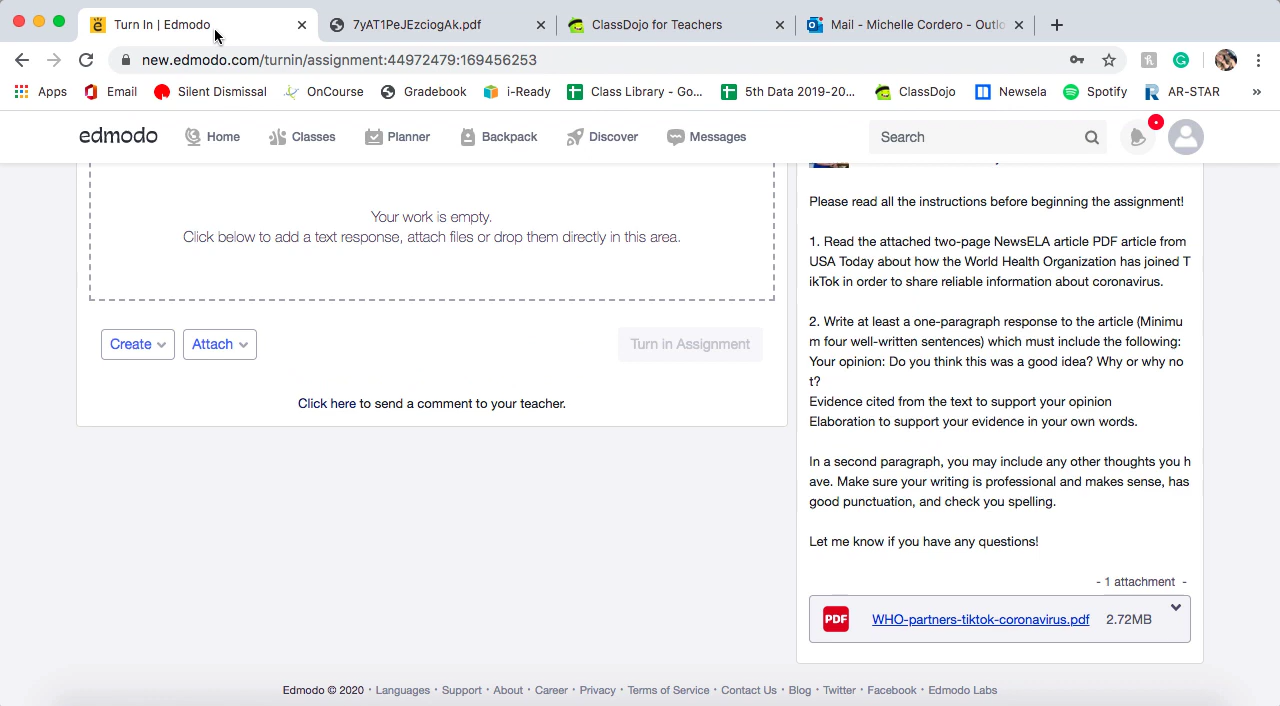 Turn In | Edmodo
7yAT1PeJEzciogAk.pdf
ClassDojo for Teachers
Mail - Michelle Cordero - Outlo
new.edmodo.com/turnin/assignment:44972479:169456253
Apps
Email
Silent Dismissal
OnCourse
Gradebook
i-Ready
Class Library - Go...
5th Data 2019-20...
ClassDojo
Newsela
Spotify
AR-STAR
»
edmodo
Home
Classes
Planner
Backpack
Discover
Messages
Search
Your work is empty.
Click below to add a text response, attach files or drop them directly in this area.
Create
Attach
Turn in Assignment
Click here to send a comment to your teacher.
Please read all the instructions before beginning the assignment!
1. Read the attached two-page NewsELA article PDF article from
USA Today about how the World Health Organization has joined T
ikTok in order to share reliable information about coronavirus.
2. Write at least a one-paragraph response to the article (Minimu
m four well-written sentences) which must include the following:
Your opinion: Do you think this was a good idea? Why or why no
t?
Evidence cited from the text to support your opinion
Elaboration to support your evidence in your own words.
In a second paragraph, you may include any other thoughts you h
ave. Make sure your writing is professional and makes sense, has
good punctuation, and check you spelling.
Let me know if you have any questions!
- 1 attachment -
PDF
WHO-partners-tiktok-coronavirus.pdf
2.72MB
Edmodo © 2020 · Languages · Support · About · Career · Privacy · Terms of Service · Contact Us · Blog · Twitter · Facebook · Edmodo Labs